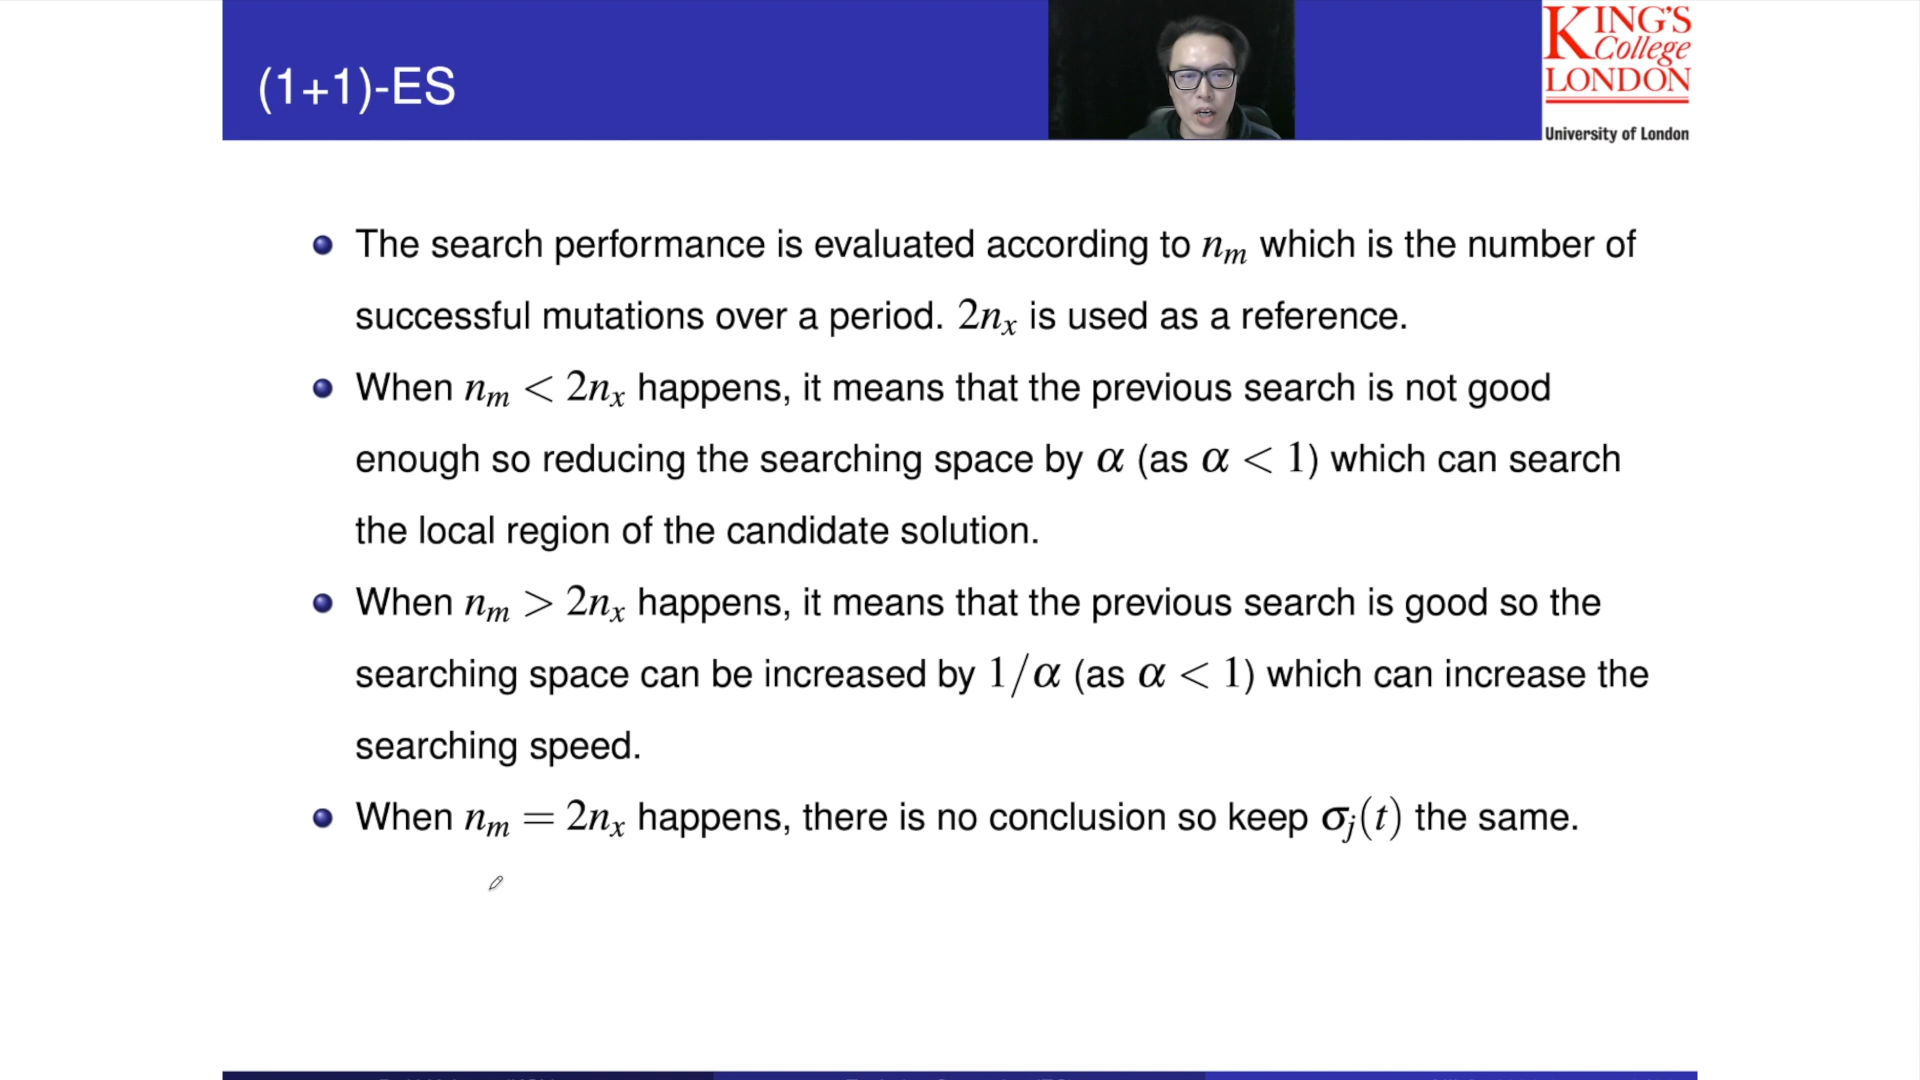 (1+1)-ES
KING'S
College
LONDON
University of London
The search performance is evaluated according to nₘ which is the number of
successful mutations over a period. 2nₓ is used as a reference.
When nₘ < 2nₓ happens, it means that the previous search is not good
enough so reducing the searching space by α (as α < 1) which can search
the local region of the candidate solution.
When nₘ > 2nₓ happens, it means that the previous search is good so the
searching space can be increased by 1/α (as α < 1) which can increase the
searching speed.
When nₘ = 2nₓ happens, there is no conclusion so keep σⱼ(t) the same.